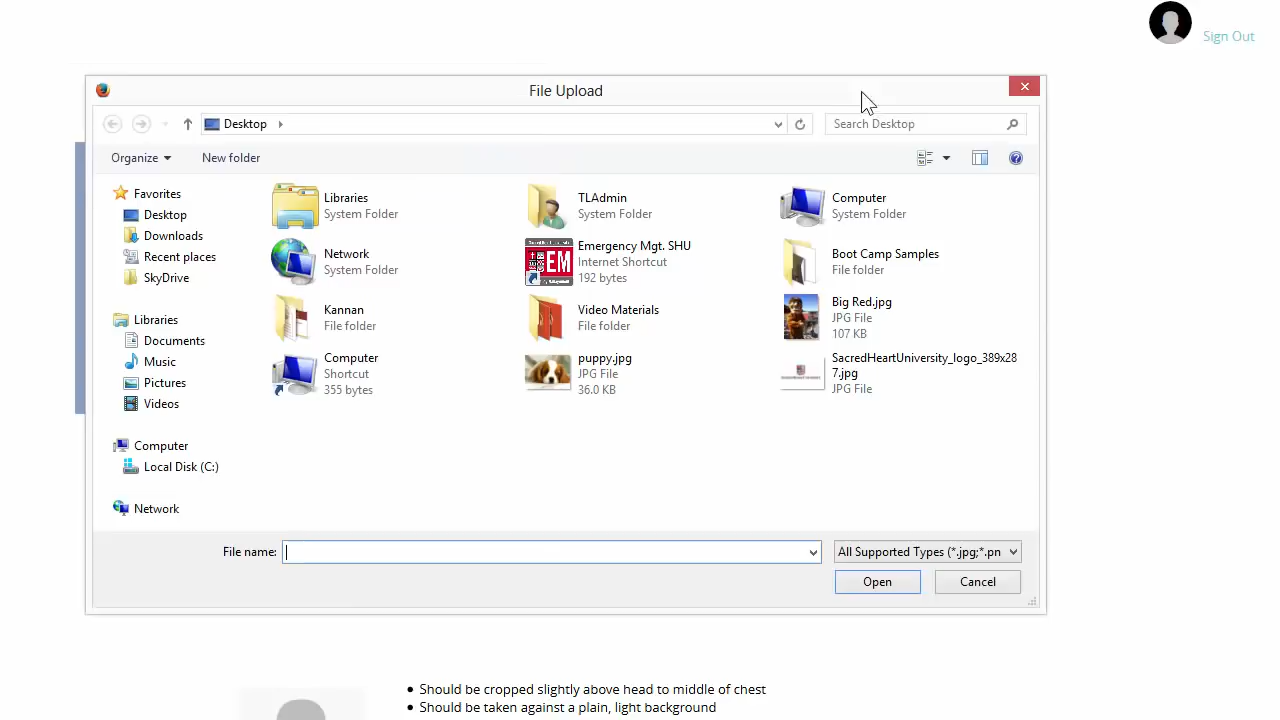 Sign Out
File Upload
Desktop
Search Desktop
Organize
New folder
Favorites
Desktop
Downloads
Recent places
SkyDrive
Libraries
Documents
Music
Pictures
Videos
Computer
Local Disk (C:)
Network
Libraries
System Folder
TLAdmin
System Folder
Computer
System Folder
Network
System Folder
Emergency Mgt. SHU
Internet Shortcut
192 bytes
EM
Boot Camp Samples
File folder
Kannan
File folder
Video Materials
File folder
Big Red.jpg
JPG File
107 KB
Computer
Shortcut
355 bytes
puppy.jpg
JPG File
36.0 KB
SacredHeartUniversity_logo_389x28
7.jpg
JPG File
File name:
All Supported Types (*.jpg;*.pn
Open
Cancel
• Should be cropped slightly above head to middle of chest
• Should be taken against a plain, light background